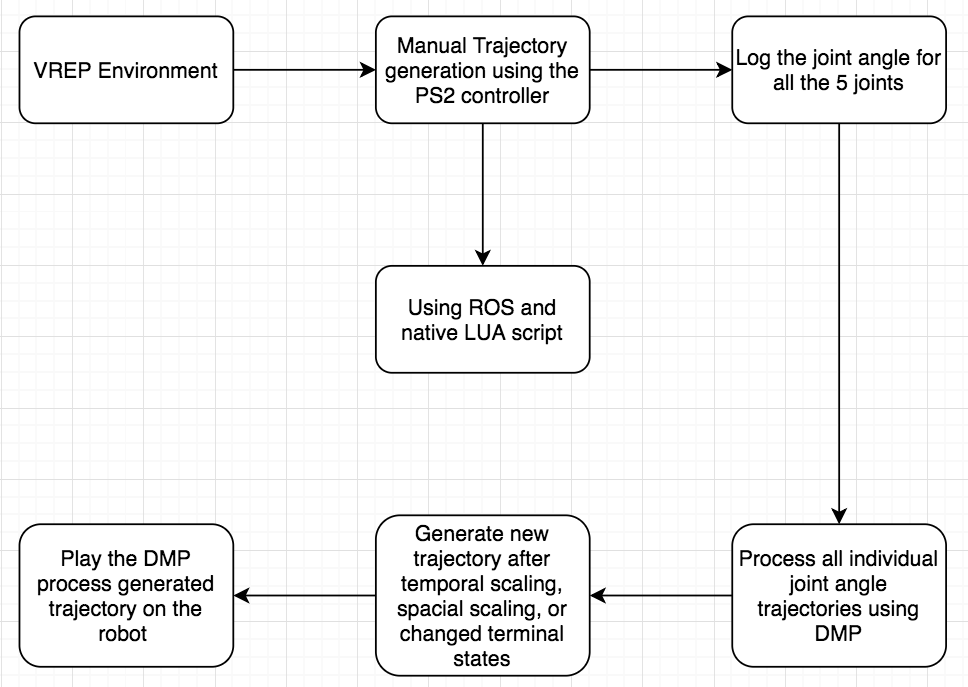 VREP Environment
Manual Trajectory
generation using the
PS2 controller
Log the joint angle for
all the 5 joints
Using ROS and
native LUA script
Play the DMP
process generated
trajectory on the
robot
Generate new
trajectory after
temporal scaling,
spacial scaling, or
changed terminal
states
Process all individual
joint angle
trajectories using
DMP